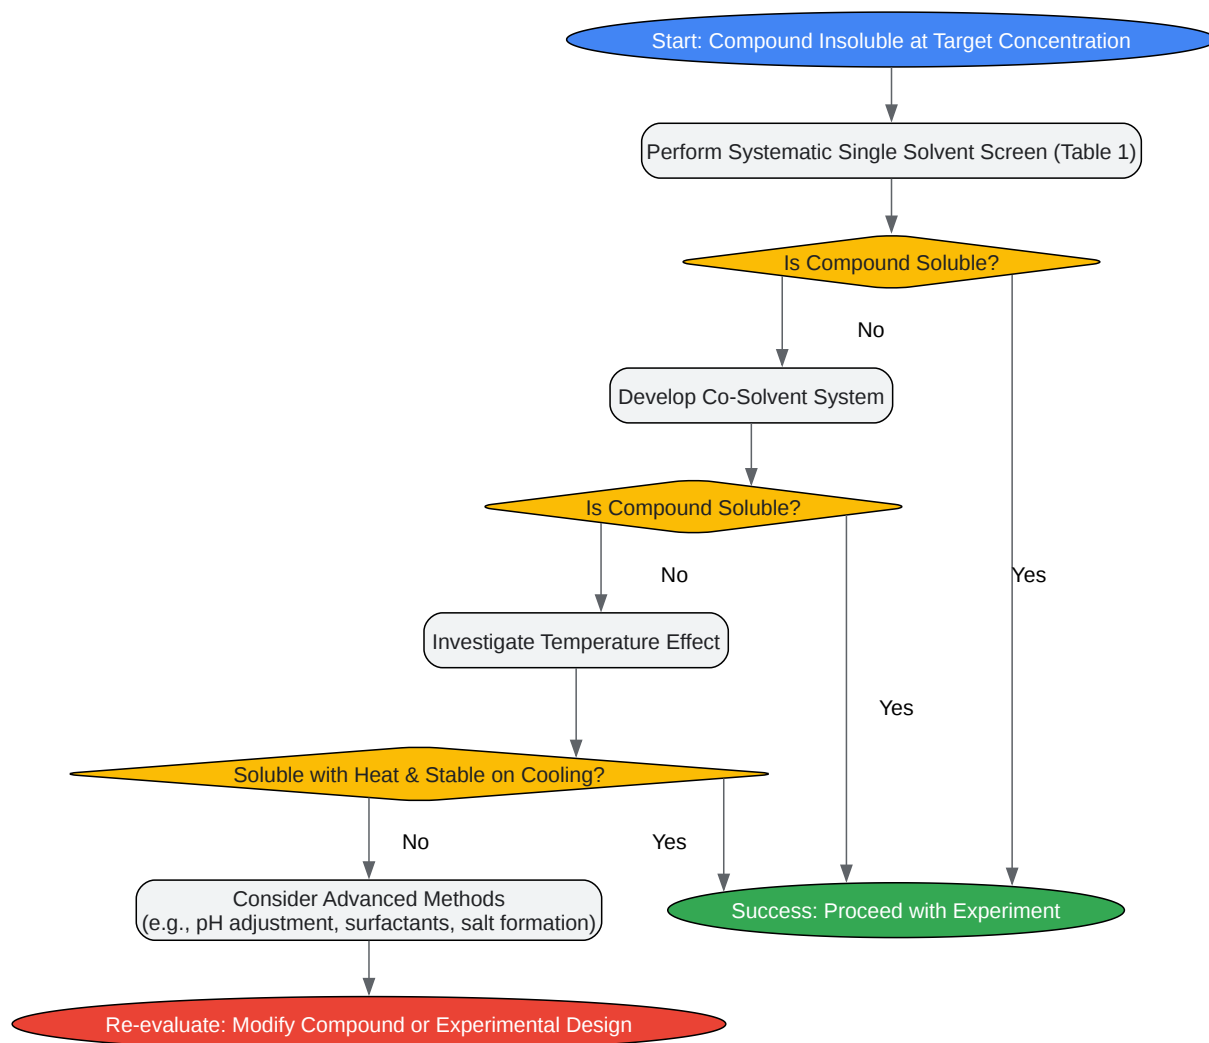 Start: Compound Insoluble at Target Concentration
Perform Systematic Single Solvent Screen (Table 1)
Is Compound Soluble?
No
Develop Co-Solvent System
Is Compound Soluble?
No
Yes
Investigate Temperature Effect
Yes
Soluble with Heat & Stable on Cooling?
No
Yes
Consider Advanced Methods
(e.g., pH adjustment, surfactants, salt formation)
Success: Proceed with Experiment
Re-evaluate: Modify Compound or Experimental Design